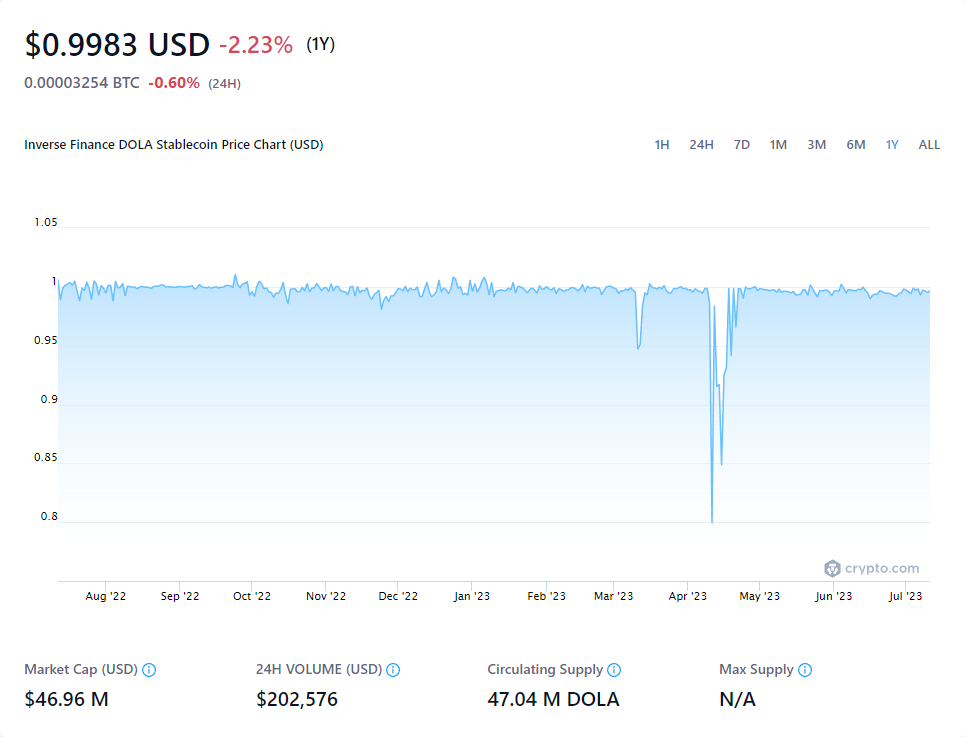 $0.9983 USD -2.23% (1Y)
0.00003254 BTC -0.60% (24H)
Inverse Finance DOLA Stablecoin Price Chart (USD) 1H 24H 7D 1M 3M 6M 1Y ALL
1.05
1
0.95
0.9
0.85
0.8
crypto.com
Aug '22 Sep '22 Oct '22 Nov '22 Dec '22 Jan '23 Feb '23 Mar '23 Apr '23 May '23 Jun '23 Jul '23
Market Cap (USD) 24H VOLUME (USD) Circulating Supply Max Supply
$46.96 M $202,576 47.04 M DOLA N/A